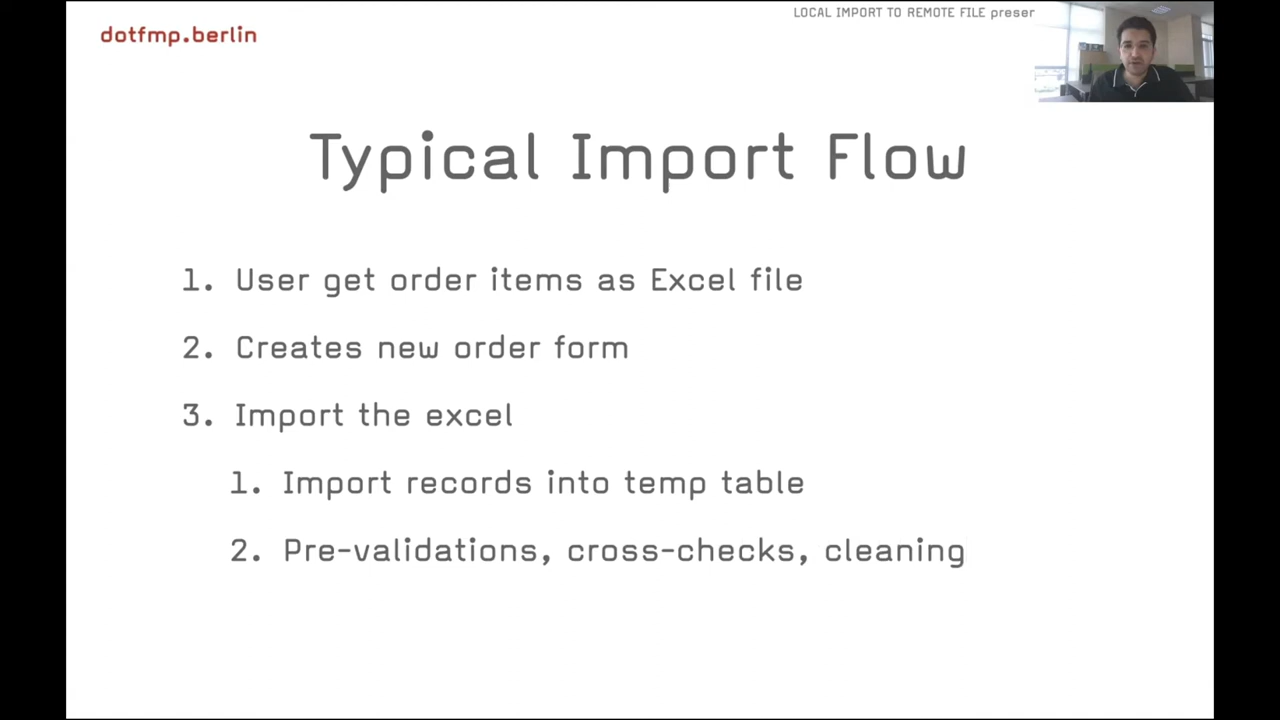 LOCAL IMPORT TO REMOTE FILE preser
dotfmp.berlin
Typical Import Flow
1. User get order items as Excel file
2. Creates new order form
3. Import the excel
1. Import records into temp table
2. Pre-validations, cross-checks, cleaning